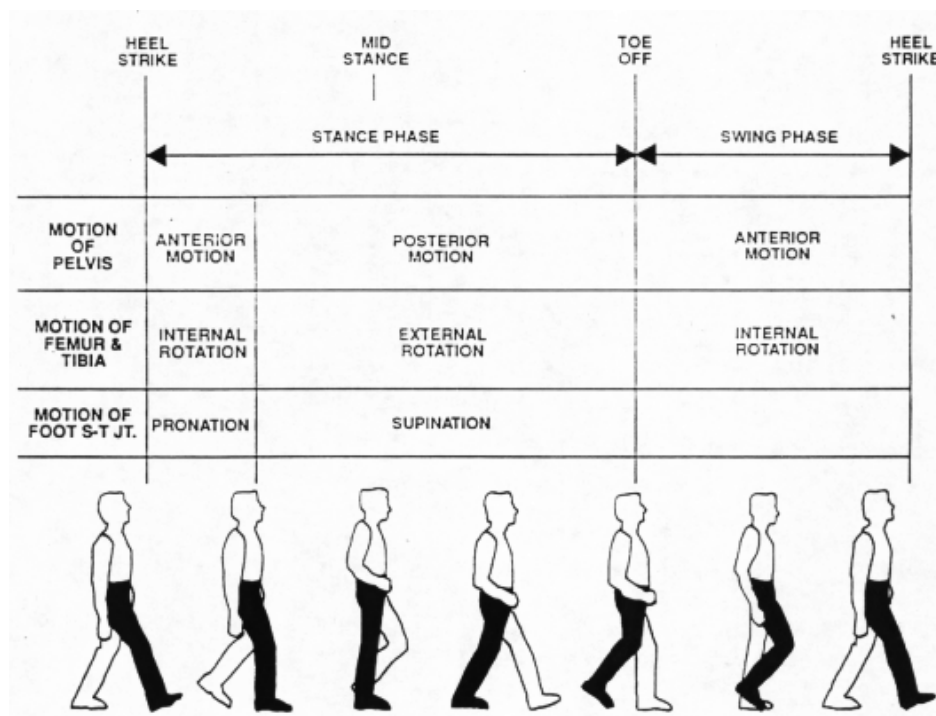 HEEL
STRIKE
MID
STANCE
TOE
OFF
HEEL
STRIKE
STANCE PHASE
SWING PHASE
MOTION
OF
PELVIS
ANTERIOR
MOTION
POSTERIOR
MOTION
ANTERIOR
MOTION
MOTION OF
FEMUR &
TIBIA
INTERNAL
ROTATION
EXTERNAL
ROTATION
INTERNAL
ROTATION
MOTION OF
FOOT S-T JT.
PRONATION
SUPINATION